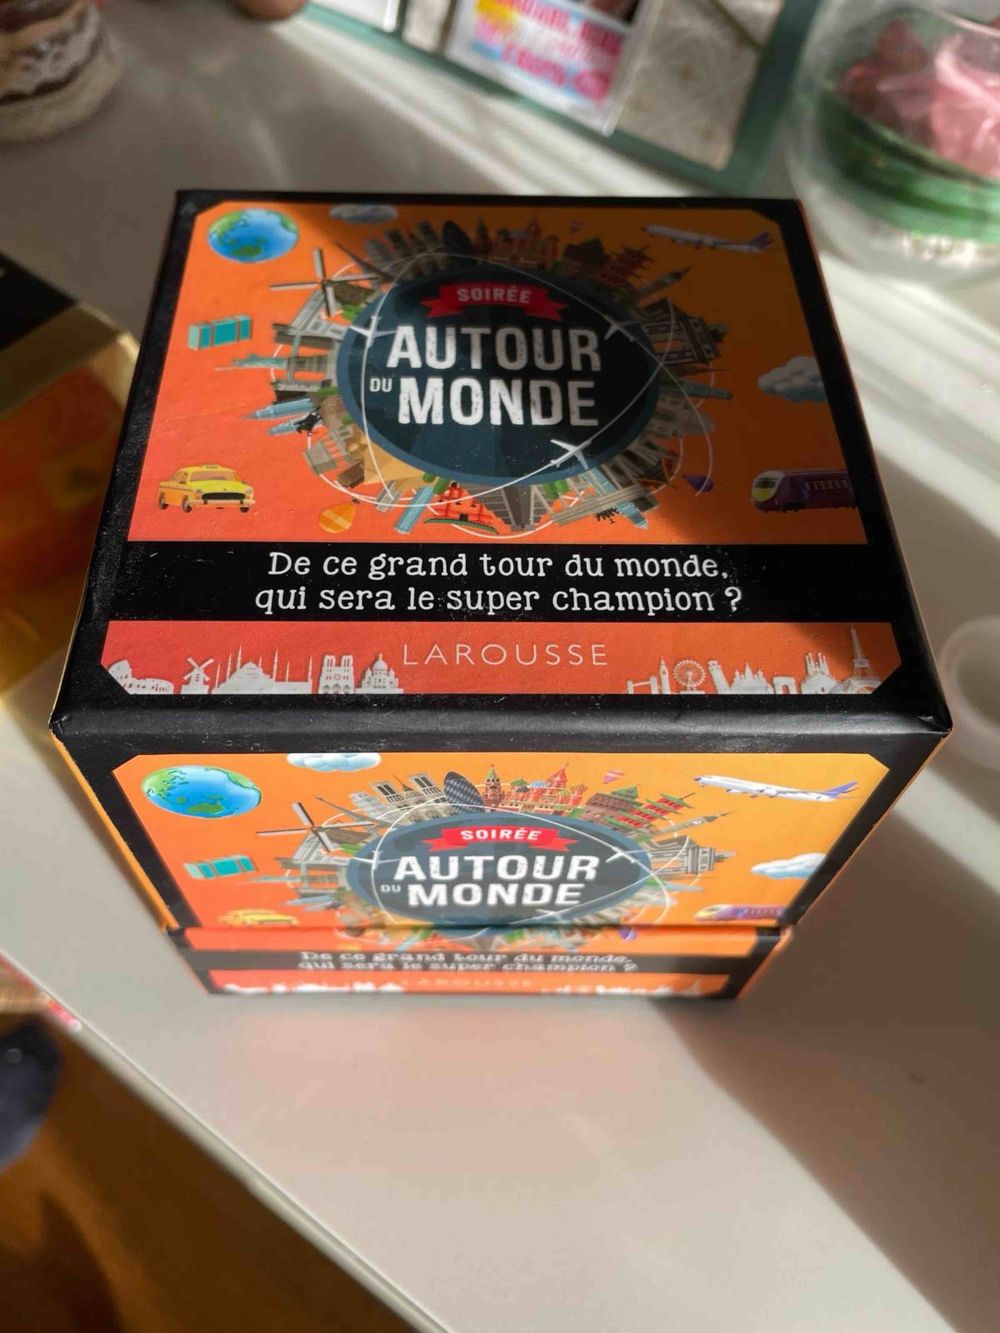 SOIRÉE
AUTOUR
DU MONDE
De ce grand tour du monde,
qui sera le super champion ?
LAROUSSE
SOIRÉE
AUTOUR
DU MONDE
De ce grand tour du monde,
qui sera le super champion ?
LAROUSSE